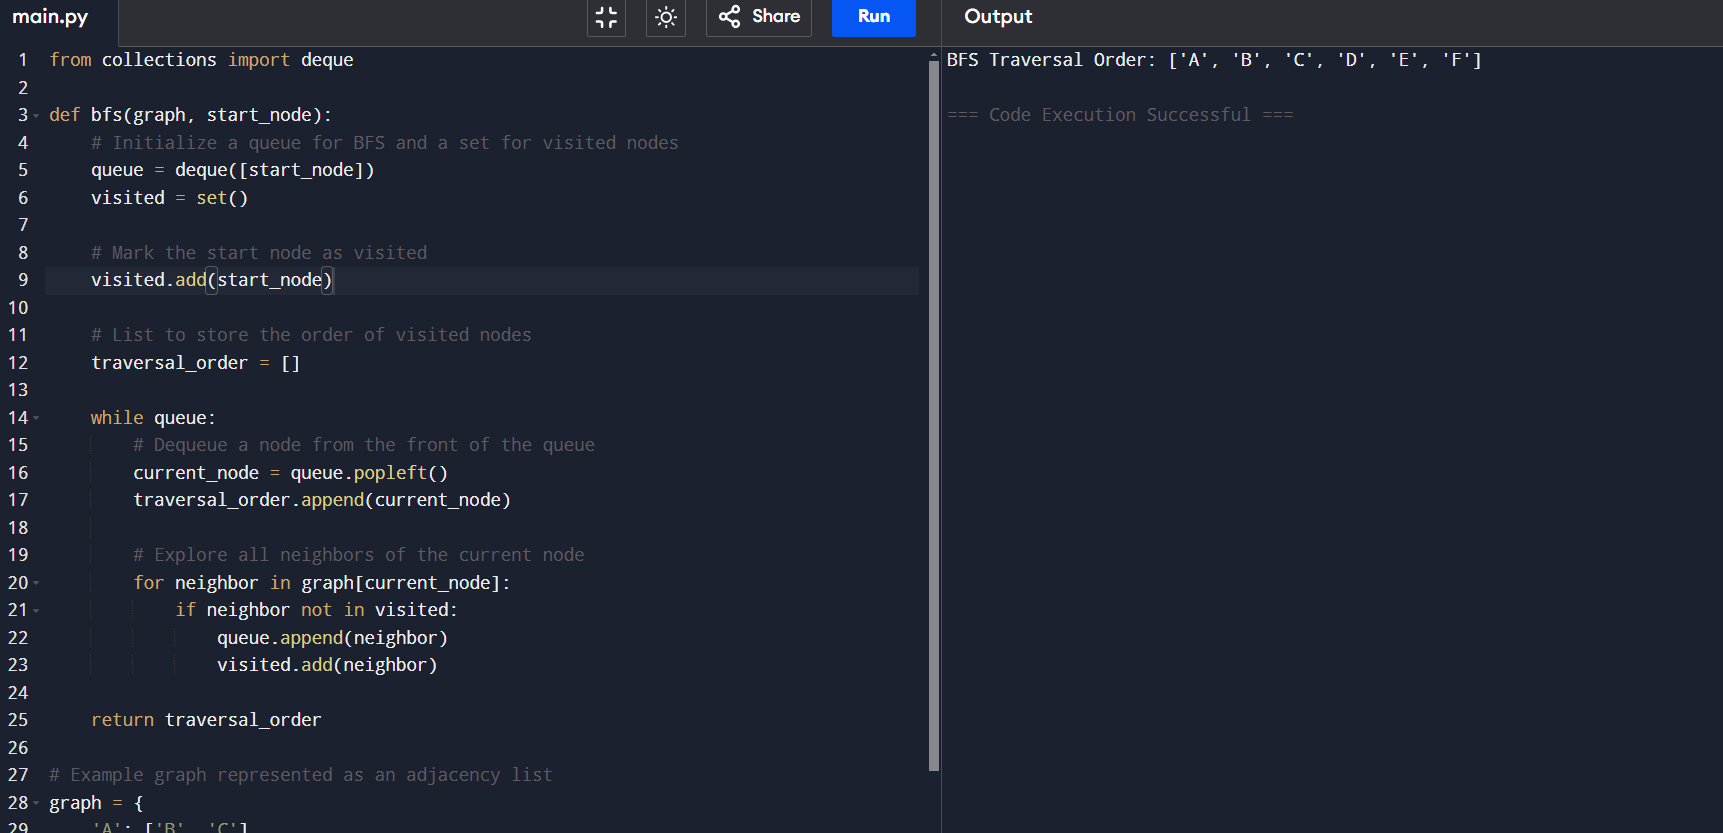 main.py
Share
Run
Output
1 from collections import deque
2
3 def bfs(graph, start_node):
4     # Initialize a queue for BFS and a set for visited nodes
5     queue = deque([start_node])
6     visited = set()
7
8     # Mark the start node as visited
9     visited.add(start_node)
10
11     # List to store the order of visited nodes
12     traversal_order = []
13
14     while queue:
15         # Dequeue a node from the front of the queue
16         current_node = queue.popleft()
17         traversal_order.append(current_node)
18
19         # Explore all neighbors of the current node
20         for neighbor in graph[current_node]:
21             if neighbor not in visited:
22                 queue.append(neighbor)
23                 visited.add(neighbor)
24
25     return traversal_order
26
27 # Example graph represented as an adjacency list
28 graph = {
29     'A': ['B', 'C']
BFS Traversal Order: ['A', 'B', 'C', 'D', 'E', 'F']
=== Code Execution Successful ===